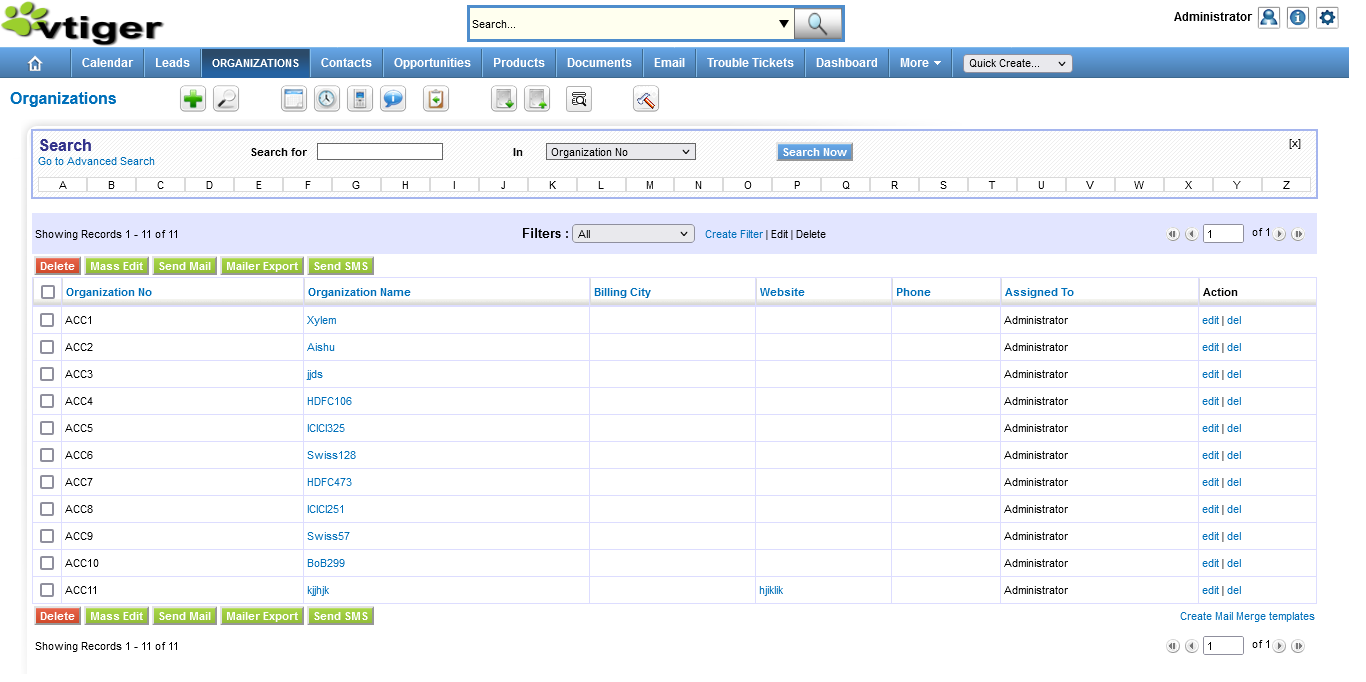 vtiger
Search...
Administrator
Calendar Leads ORGANIZATIONS Contacts Opportunities Products Documents Email Trouble Tickets Dashboard More Quick Create...
Organizations
Search
Go to Advanced Search
Search for In Organization No Search Now [x]
A B C D E F G H I J K L M N O P Q R S T U V W X Y Z
Showing Records 1 - 11 of 11 Filters : All Create Filter | Edit | Delete 1 of 1
Delete Mass Edit Send Mail Mailer Export Send SMS
Organization No Organization Name Billing City Website Phone Assigned To Action
ACC1 Xylem Administrator edit | del
ACC2 Aishu Administrator edit | del
ACC3 jjds Administrator edit | del
ACC4 HDFC106 Administrator edit | del
ACC5 ICICI325 Administrator edit | del
ACC6 Swiss128 Administrator edit | del
ACC7 HDFC473 Administrator edit | del
ACC8 ICICI251 Administrator edit | del
ACC9 Swiss57 Administrator edit | del
ACC10 BoB299 Administrator edit | del
ACC11 kjjhjk hjiklik Administrator edit | del
Delete Mass Edit Send Mail Mailer Export Send SMS Create Mail Merge templates
Showing Records 1 - 11 of 11 1 of 1